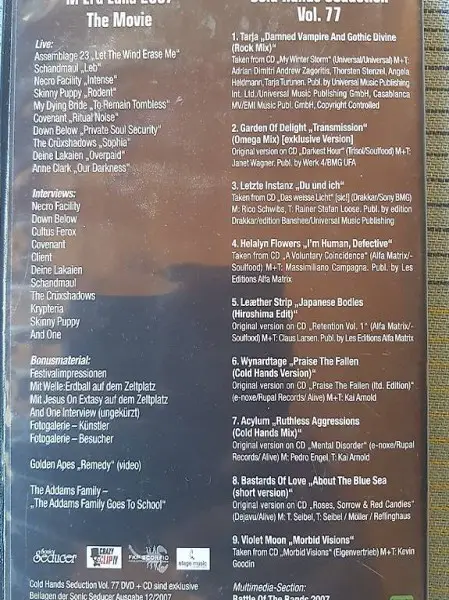 M'Era Luna 2007
The Movie
Live:
Assemblage 23 „Let The Wind Erase Me“
Schandmaul „Leb“
Necro Facility „Intense“
Skinny Puppy „Rodent“
My Dying Bride „To Remain Tombless“
Covenant „Ritual Noise“
Down Below „Private Soul Security“
The Crüxshadows „Sophia“
Deine Lakaien „Overpaid“
Anne Clark „Our Darkness“
Interviews:
Necro Facility
Down Below
Cultus Ferox
Covenant
Client
Deine Lakaien
Schandmaul
The Crüxshadows
Krypteria
Skinny Puppy
And One
Bonusmaterial:
Festivalimpressionen
Mit Welle:Erdball auf dem Zeltplatz
Mit Jesus On Extasy auf dem Zeltplatz
And One Interview (ungekürzt)
Fotogalerie – Künstler
Fotogalerie – Besucher
Golden Apes „Remedy“ (video)
The Addams Family –
„The Addams Family Goes To School“
Sonic Seducer
CRAZY CLIP TV
stage music
Cold Hands Seduction Vol. 77 DVD + CD sind exklusive
Beilagen der Sonic Seducer Ausgabe 12/2007
Cold Hands Seduction
Vol. 77
1. Tarja „Damned Vampire And Gothic Divine
(Rock Mix)“
Taken from CD „My Winter Storm“ (Universal/Universal) M+T:
Adrian Dimitri Andrew Zagoritis, Thorsten Stenzel, Angela
Heldmann, Tarja Turunen. Publ. by Universal Music Publishing
Int. Ltd./Universal Music Publishing GmbH, Casablanca
MV/EMI Music Publ. GmbH, Copyright Controlled
2. Garden Of Delight „Transmission“
(Omega Mix) [exklusive Version]
Original version on CD „Darkest Hour“ (Trisol/Soulfood) M+T:
Janet Wagner. Publ. by Werk 4/BMG UFA
3. Letzte Instanz „Du und ich“
Taken from CD „Das weisse Licht“ [sic!] (Drakkar/Sony BMG)
M: Rico Schwibs, T: Rainer Stefan Loose. Publ. by edition
Drakkar/edition Banshee/Universal Music Publishing
4. Helalyn Flowers „I'm Human, Defective“
Taken from CD „A Voluntary Coincidence“ (Alfa Matrix/-
Soulfood) M+T: Massimiliano Campagna. Publ. by Les
Editions Alfa Matrix
5. Leæther Strip „Japanese Bodies
(Hiroshima Edit)“
Original version on CD „Retention Vol. 1“ (Alfa Matrix/-
Soulfood) M+T: Claus Larsen. Publ. by Les Editions Alfa Matrix
6. Wynardtage „Praise The Fallen
(Cold Hands Version)“
Original version on CD „Praise The Fallen (ltd. Edition)“
(e-noxe/Rupal Records/ Alive) M+T: Kai Arnold
7. Acylum „Ruthless Aggressions
(Cold Hands Mix)“
Original version on CD „Mental Disorder“ (e-noxe/Rupal
Records/ Alive) M: Pedro Engel, T: Kai Arnold
8. Bastards Of Love „About The Blue Sea
(short version)“
Original version on CD „Roses, Sorrow & Red Candles“
(Dejavu/Alive) M: T. Seibel, T: Seibel / Möller / Reflinghaus
9. Violet Moon „Morbid Visions“
Taken from CD „Morbid Visions“ (Eigenvertrieb) M+T: Kevin
Goodin
Multimedia-Section:
Battle Of The Bands 2007